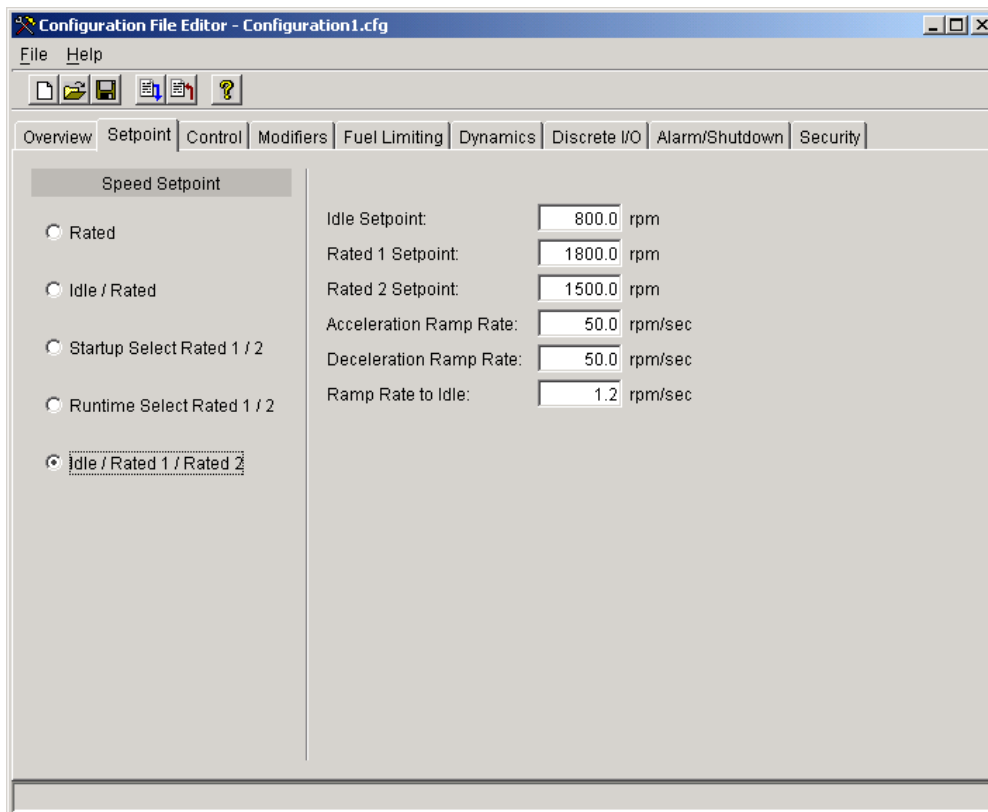 Configuration File Editor - Configuration1.cfg
File Help
Overview Setpoint Control Modifiers Fuel Limiting Dynamics Discrete I/O Alarm/Shutdown Security
Speed Setpoint
Rated
Idle / Rated
Startup Select Rated 1 / 2
Runtime Select Rated 1 / 2
Idle / Rated 1 / Rated 2
Idle Setpoint: 800.0 rpm
Rated 1 Setpoint: 1800.0 rpm
Rated 2 Setpoint: 1500.0 rpm
Acceleration Ramp Rate: 50.0 rpm/sec
Deceleration Ramp Rate: 50.0 rpm/sec
Ramp Rate to Idle: 1.2 rpm/sec